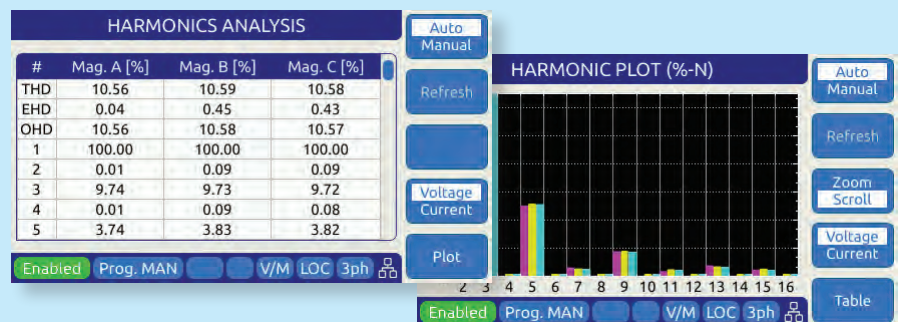 HARMONICS ANALYSIS
Auto
Manual
# Mag. A [%] Mag. B [%] Mag. C [%]
THD 10.56 10.59 10.58
Refresh
EHD 0.04 0.45 0.43
OHD 10.56 10.58 10.57
1 100.00 100.00 100.00
2 0.01 0.09 0.09
3 9.74 9.73 9.72
4 0.01 0.09 0.08
5 3.74 3.83 3.82
Voltage
Current
Plot
Enabled Prog. MAN V/M LOC 3ph
HARMONIC PLOT (%-N)
Auto
Manual
Refresh
Zoom
Scroll
Voltage
Current
Table
2 3 4 5 6 7 8 9 10 11 12 13 14 15 16
Enabled Prog. MAN V/M LOC 3ph